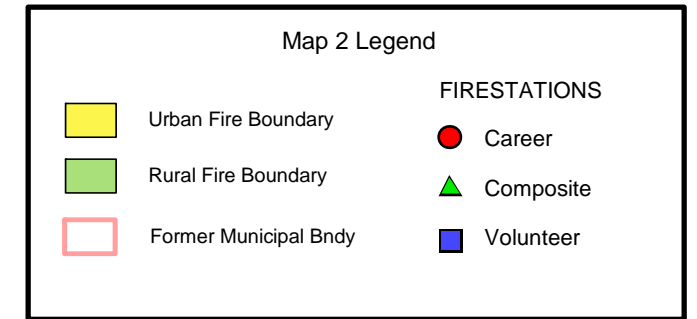 Map 2 Legend
Urban Fire Boundary
Rural Fire Boundary
Former Municipal Bndy
FIRESTATIONS
Career
Composite
Volunteer